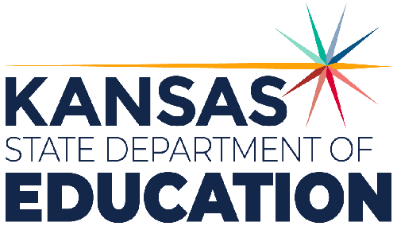 KANSAS
STATE DEPARTMENT OF
EDUCATION